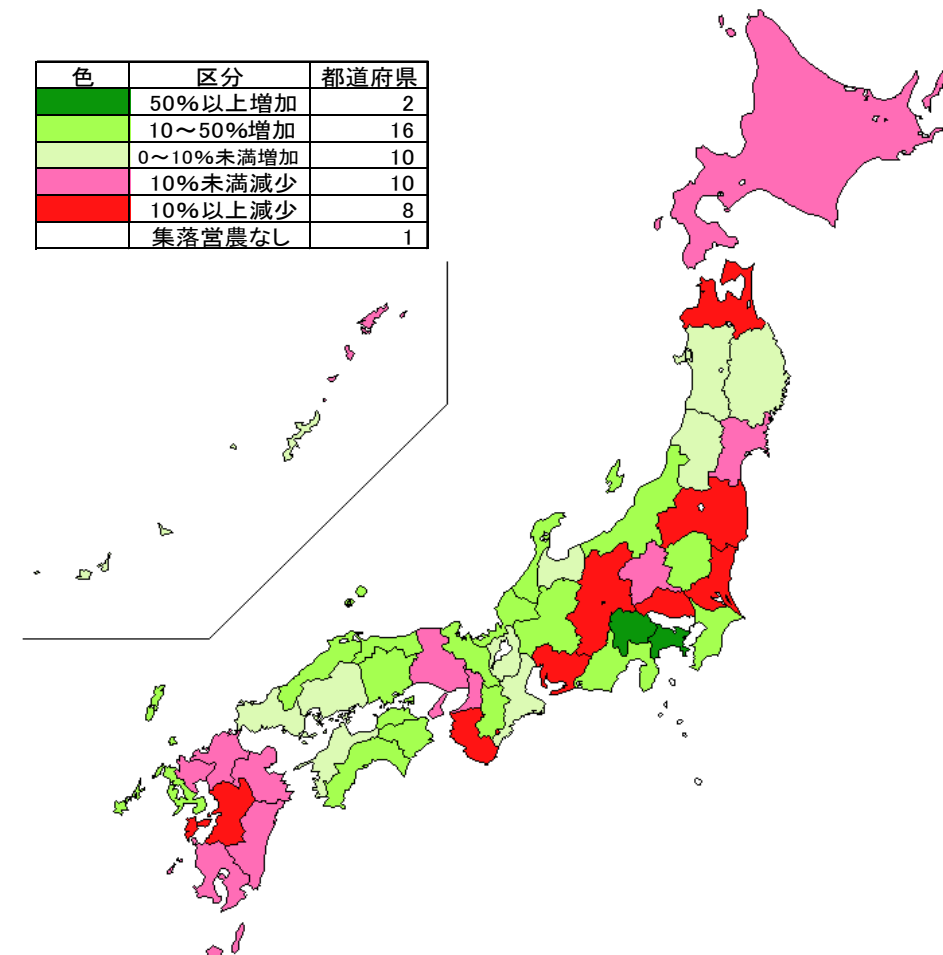 色 区分 都道府県
50%以上増加 2
10～50%増加 16
0～10%未満増加 10
10%未満減少 10
10%以上減少 8
集落営農なし 1